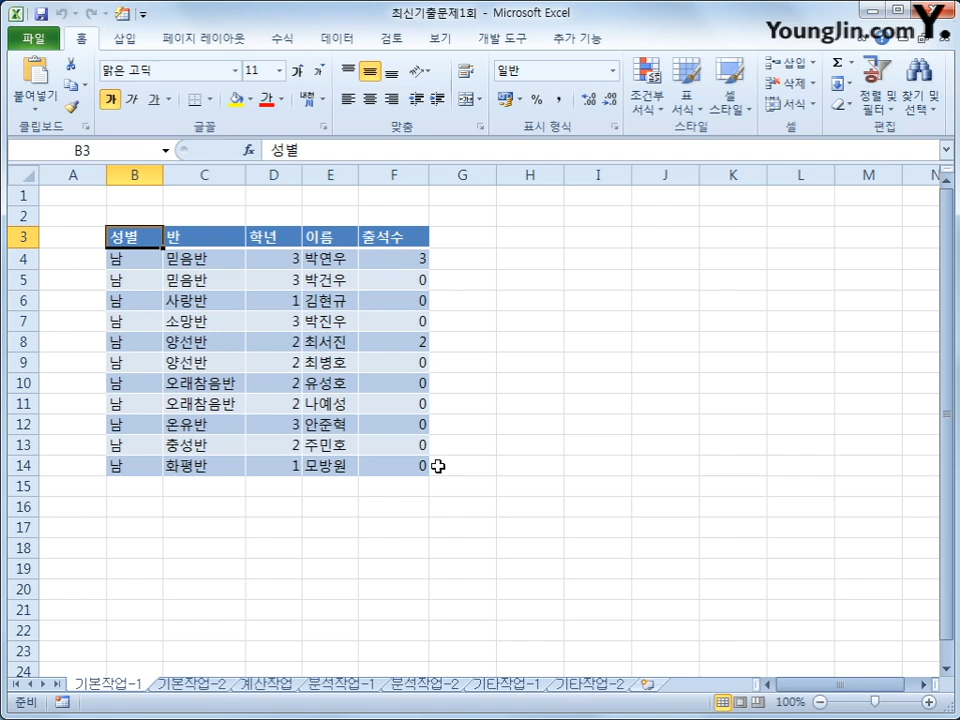 최신기출문제1회 - Microsoft Excel
Younglin.com Y.
파일 홈 삽입 페이지 레이아웃 수식 데이터 검토 보기 개발 도구 추가 기능
맑은 고딕 11 가 가 일반 Σ 삽입
붙여넣기 가 가 가 가 내천 % , 조건부 서식 표 서식 셀 스타일 삭제 서식 정렬 및 필터 찾기 및 선택
클립보드 글꼴 맞춤 표시 형식 스타일 셀 편집
B3 fx 성별
A B C D E F G H I J K L M N
1
2
3 성별 반 학년 이름 출석수
4 남 믿음반 3 박연우 3
5 남 믿음반 3 박건우 0
6 남 사랑반 1 김현규 0
7 남 소망반 3 박진우 0
8 남 양선반 2 최서진 2
9 남 양선반 2 최병호 0
10 남 오래참음반 2 유성호 0
11 남 오래참음반 2 나예성 0
12 남 온유반 3 안준혁 0
13 남 충성반 2 주민호 0
14 남 화평반 1 모방원 0
15
16
17
18
19
20
21
22
23
24
기본작업-1 기본작업-2 계산작업 분석작업-1 분석작업-2 기타작업-1 기타작업-2
준비 100%